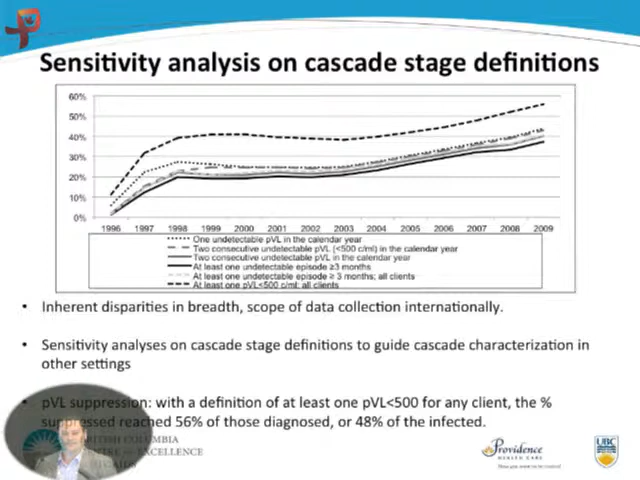 Sensitivity analysis on cascade stage definitions
60%
50%
40%
30%
20%
10%
0%
1996 1997 1998 1999 2000 2001 2002 2003 2004 2005 2006 2007 2008 2009
One undetectable pVL in the calendar year
Two consecutive undetectable pVL (<500 c/ml) in the calendar year
Two consecutive undetectable pVL in the calendar year
At least one undetectable episode ≥3 months
At least one undetectable episode ≥ 3 months; all clients
At least one pVL<500 c/ml; all clients
• Inherent disparities in breadth, scope of data collection internationally.
• Sensitivity analyses on cascade stage definitions to guide cascade characterization in
other settings
• pVL suppression: with a definition of at least one pVL<500 for any client, the %
suppressed reached 56% of those diagnosed, or 48% of the infected.
COLUMBIA
EXCELLENCE
Providence
HEALTH CARE
How you want to be treated.
UBC